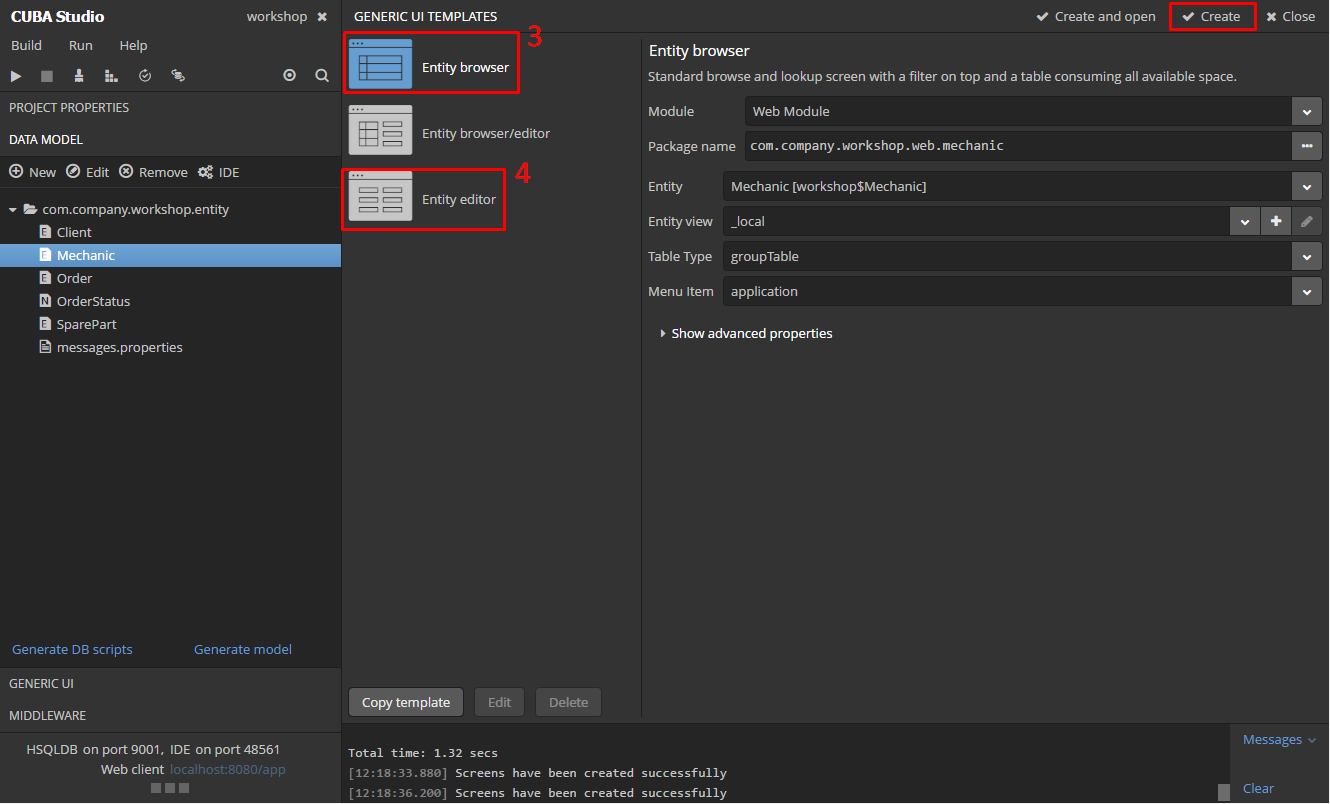 CUBA Studio
workshop
Build Run Help
PROJECT PROPERTIES
DATA MODEL
New Edit Remove IDE
com.company.workshop.entity
E Client
E Mechanic
E Order
N OrderStatus
E SparePart
messages.properties
Generate DB scripts Generate model
GENERIC UI
MIDDLEWARE
HSQLDB on port 9001, IDE on port 48561
Web client localhost:8080/app
GENERIC UI TEMPLATES
Create and open Create Close
Entity browser
3
Entity browser/editor
Entity editor
4
Copy template Edit Delete
Entity browser
Standard browse and lookup screen with a filter on top and a table consuming all available space.
Module Web Module
Package name com.company.workshop.web.mechanic
Entity Mechanic [workshop$Mechanic]
Entity view _local
Table Type groupTable
Menu Item application
Show advanced properties
Total time: 1.32 secs
[12:18:33.880] Screens have been created successfully
[12:18:36.200] Screens have been created successfully
Messages
Clear